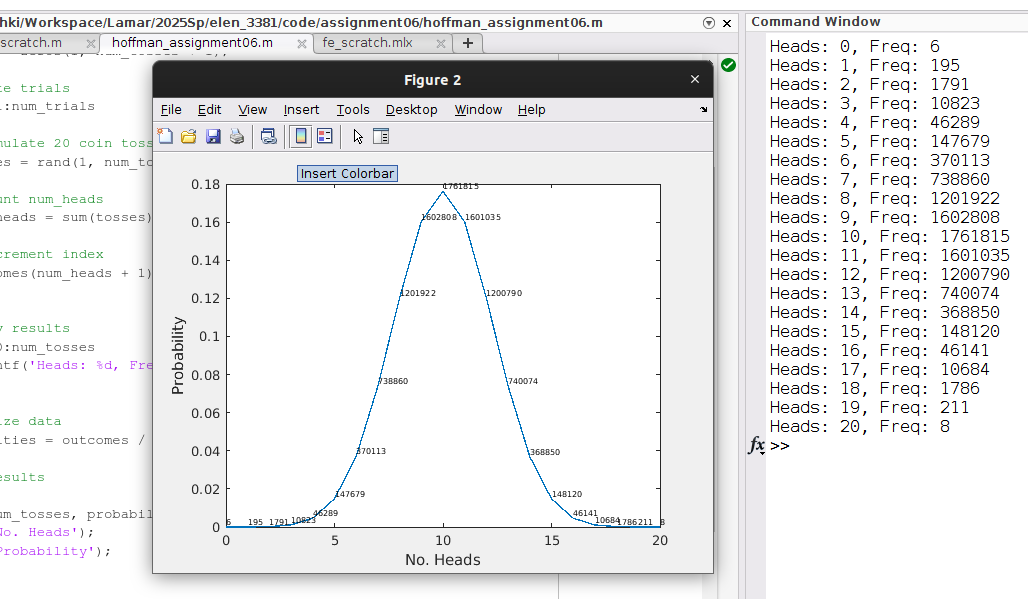 hki/Workspace/Lamar/2025Sp/elen_3381/code/assignment06/hoffman_assignment06.m
scratch.m hoffman_assignment06.m fe_scratch.mlx
te trials
1:num_trials
mulate 20 coin toss
es = rand(1, num_to
unt num_heads
heads = sum(tosses)
crement index
omes(num_heads + 1)
y results
0:num_tosses
ntf('Heads: %d, Fre
ize data
ities = outcomes /
esults
um_tosses, probabil
No. Heads');
Probability');
Figure 2
File Edit View Insert Tools Desktop Window Help
Insert Colorbar
0.18
0.16
0.14
0.12
0.1
0.08
0.06
0.04
0.02
0
Probability
1761815
1602808 1601035
1201922 1200790
738860 740074
370113 368850
147679 148120
46289 46141
6 195 1791 10823 10684 1786 211 8
0 5 10 15 20
No. Heads
Command Window
Heads: 0, Freq: 6
Heads: 1, Freq: 195
Heads: 2, Freq: 1791
Heads: 3, Freq: 10823
Heads: 4, Freq: 46289
Heads: 5, Freq: 147679
Heads: 6, Freq: 370113
Heads: 7, Freq: 738860
Heads: 8, Freq: 1201922
Heads: 9, Freq: 1602808
Heads: 10, Freq: 1761815
Heads: 11, Freq: 1601035
Heads: 12, Freq: 1200790
Heads: 13, Freq: 740074
Heads: 14, Freq: 368850
Heads: 15, Freq: 148120
Heads: 16, Freq: 46141
Heads: 17, Freq: 10684
Heads: 18, Freq: 1786
Heads: 19, Freq: 211
Heads: 20, Freq: 8
fx >>